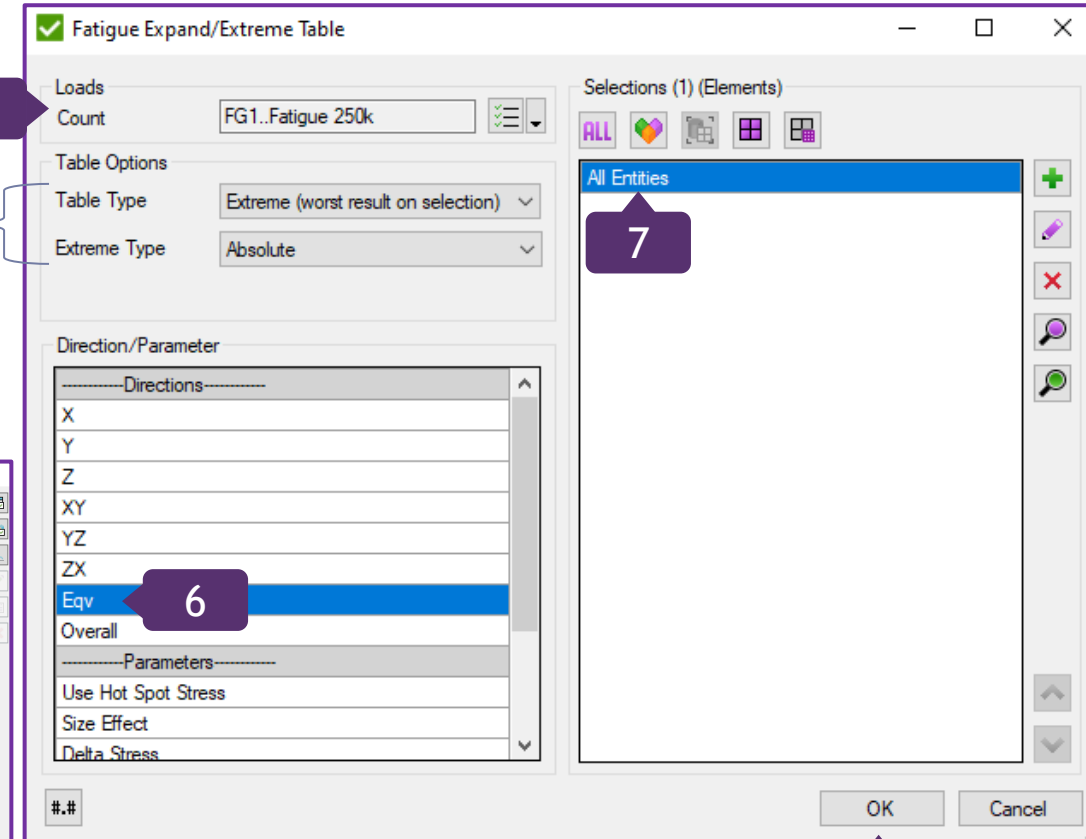 Fatigue Expand/Extreme Table
Loads
Count
FG1..Fatigue 250k
Table Options
Table Type
Extreme (worst result on selection)
Extreme Type
Absolute
Direction/Parameter
------------Directions------------
X
Y
Z
XY
YZ
ZX
Eqv
6
Overall
------------Parameters------------
Use Hot Spot Stress
Size Effect
Delta Stress
#.#
Selections (1) (Elements)
ALL
All Entities
7
OK
Cancel